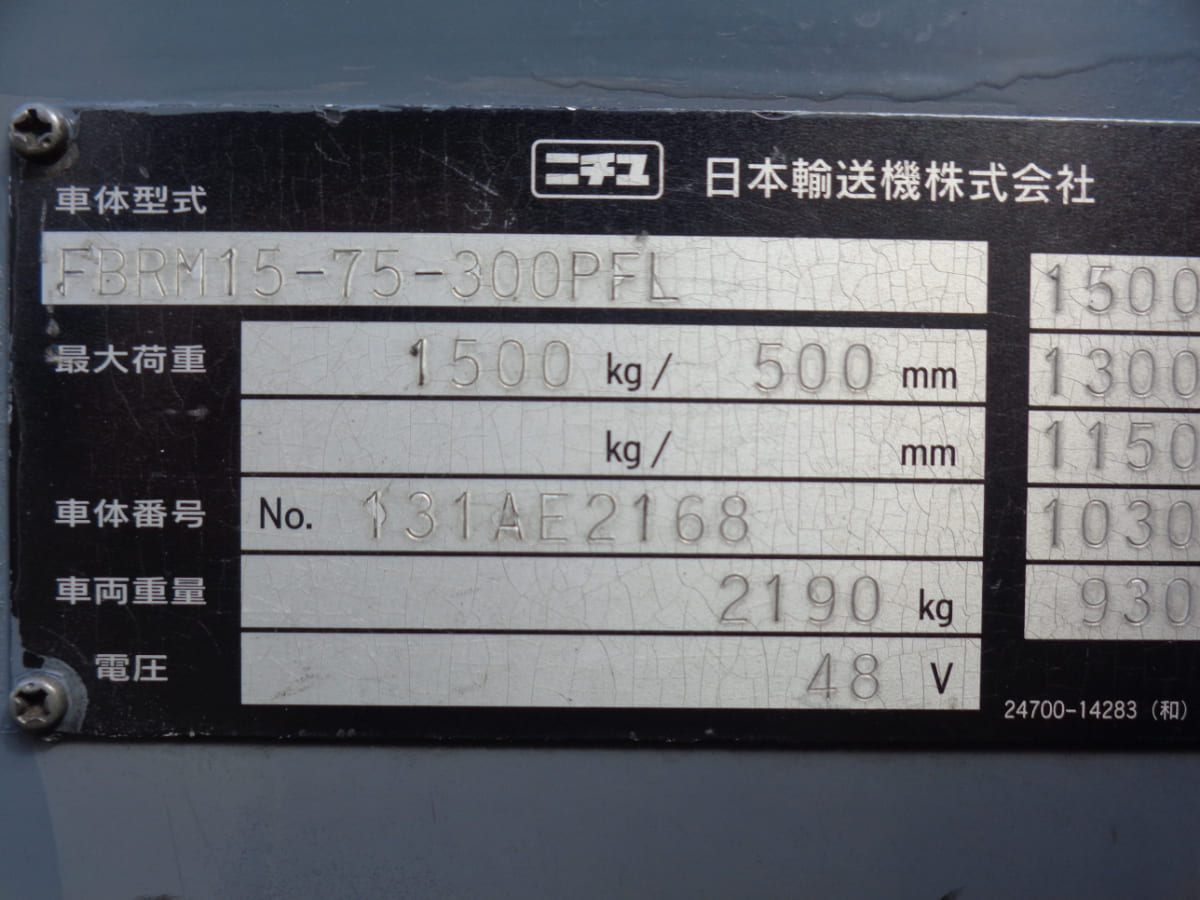 ニチユ 日本輸送機株式会社
車体型式
FBRM15-75-300PFL
最大荷重 1500 kg/ 500 mm
kg/ mm
車体番号 No. 131AE2168
車両重量 2190 kg
電圧 48 V
1500
1300
1150
1030
930
24700-14283 (和)